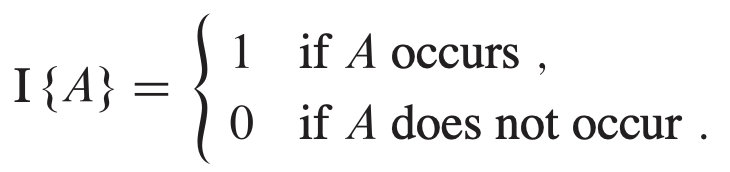 I {A} = { 1 if A occurs ,
0 if A does not occur .